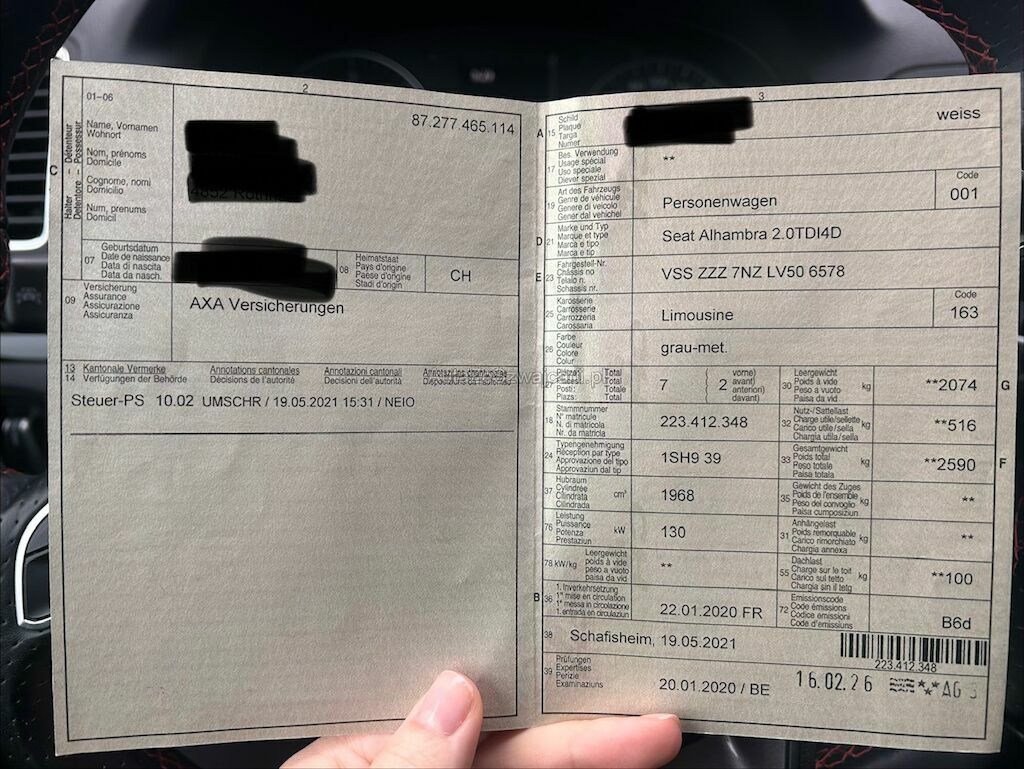 2
01-06
87.277.465.114
C
Halter – Détenteur
Detentore – Possessur
Name, Vornamen
Wohnort
Nom, prénoms
Domicile
Cognome, nomi
Domicilio
Num, prenums
Domicil
07
Geburtsdatum
Date de naissance
Data di nascita
Data da nasch.
08
Heimatstaat
Pays d'origine
Paese d'origine
Stadi d'origin
CH
09
Versicherung
Assurance
Assicurazione
Assicuranza
AXA Versicherungen
13 Kantonale Vermerke Annotations cantonales Annotazioni cantonali Annotaziuns chantunalas
14 Verfügungen der Behörde Décisions de l'autorité Decisioni dell'autorità
Steuer-PS 10.02 UMSCHR / 19.05.2021 15:31 / NEIO
3
A 15
Schild
Plaque
Targa
Numer
weiss
17
Bes. Verwendung
Usage spécial
Uso speciale
Diever spezial
**
19
Art des Fahrzeugs
Genre de véhicule
Genere di veicolo
Gener dal vehichel
Personenwagen
Code
001
D 21
Marke und Typ
Marque et type
Marca e tipo
Marca e tip
Seat Alhambra 2.0TDI4D
E 23
Fahrgestell-Nr.
Châssis no
Telaio n.
Schassis nr.
VSS ZZZ 7NZ LV50 6578
25
Karosserie
Carrosserie
Carrozzeria
Carossaria
Limousine
Code
163
26
Farbe
Couleur
Colore
Colur
grau-met.
27
Plätze: Total
Places: Total
Posti: Totale
Plazs: Total
7
2
vorne)
avant)
anteriori)
davant)
30
Leergewicht
Poids à vide
Peso a vuoto
Paisa da vid
kg
**2074
G
18
Stammnummer
N° matricule
N. di matricola
Nr. da matricla
223.412.348
32
Nutz-/Sattellast
Charge utile/sellette
Carico utile/sella
Chargia utila/sella
kg
**516
24
Typengenehmigung
Réception par type
Approvazione del tipo
Approvaziun dal tip
1SH9 39
33
Gesamtgewicht
Poids total
Peso totale
Paisa totala
kg
**2590
F
37
Hubraum
Cylindrée
Cilindrata
Cilindrada
cm³
1968
35
Gewicht des Zuges
Poids de l'ensemble
Peso del convoglio
Paisa cumposiziun
kg
**
76
Leistung
Puissance
Potenza
Prestaziun
kW
130
31
Anhängelast
Poids remorquable
Carico rimorchiato
Chargia annexa
kg
**
78 kW/kg
Leergewicht
poids à vide
peso a vuoto
paisa da vid
**
55
Dachlast
Charge sur le toit
Carico sul tetto
Chargia sin il tetg
kg
**100
B 36
1. Inverkehrsetzung
1re mise en circulation
1a messa in circolazione
1. entrada en circulaziun
22.01.2020 FR
72
Emissionscode
Code émissions
Codice emissioni
Code d'emissiuns
B6d
38
Schafisheim, 19.05.2021
223.412.348
39
Prüfungen
Expertises
Perizie
Examinaziuns
20.01.2020 / BE
16.02.26
AG